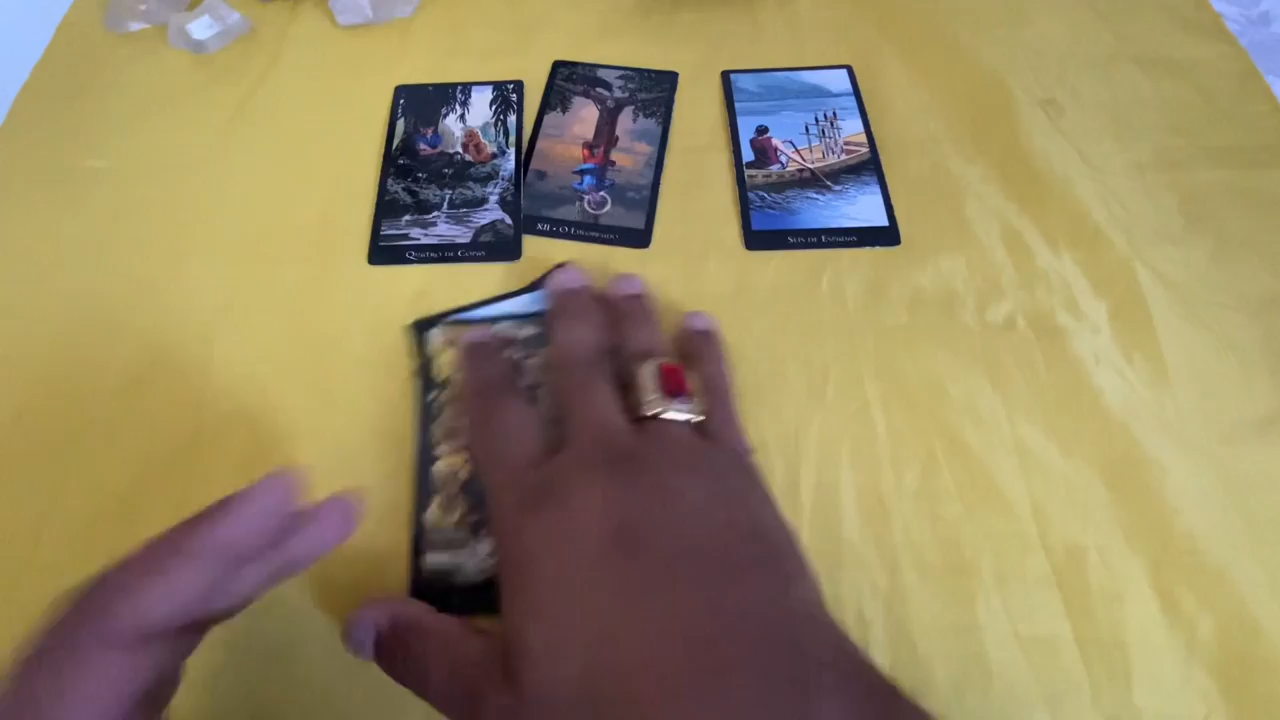 QUATRO DE COPAS
XII • O ENFORCADO
SEIS DE ESPADAS